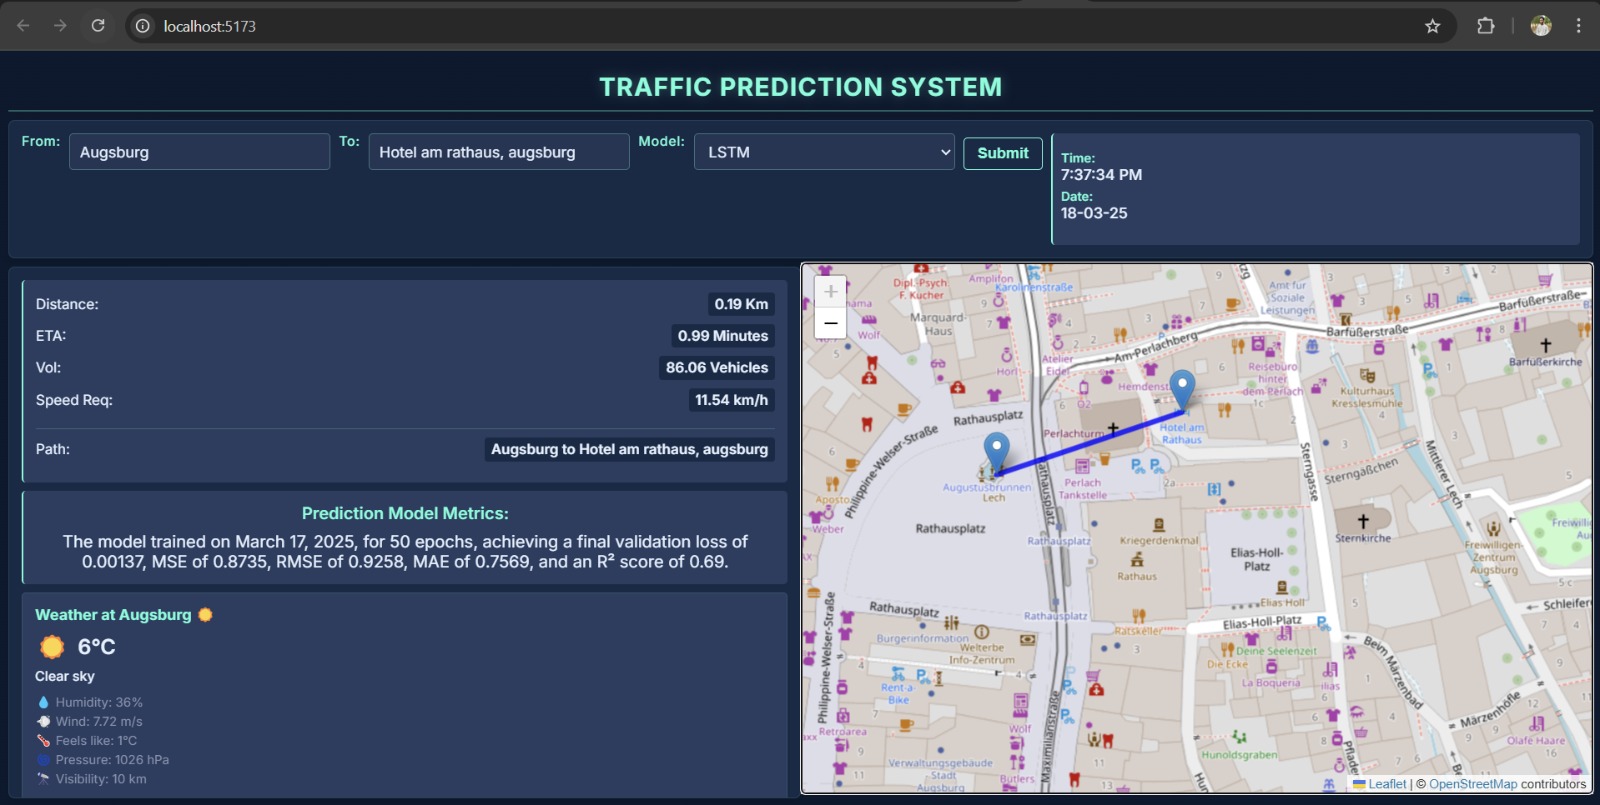 localhost:5173
TRAFFIC PREDICTION SYSTEM
From:
Augsburg
To:
Hotel am rathaus, augsburg
Model:
LSTM
Submit
Time:
7:37:34 PM
Date:
18-03-25
Distance:
0.19 Km
ETA:
0.99 Minutes
Vol:
86.06 Vehicles
Speed Req:
11.54 km/h
Path:
Augsburg to Hotel am rathaus, augsburg
Prediction Model Metrics:
The model trained on March 17, 2025, for 50 epochs, achieving a final validation loss of
0.00137, MSE of 0.8735, RMSE of 0.9258, MAE of 0.7569, and an R² score of 0.69.
Weather at Augsburg
6°C
Clear sky
Humidity: 36%
Wind: 7.72 m/s
Feels like: 1°C
Pressure: 1026 hPa
Visibility: 10 km
+
−
Dipl.-Psych
F. Kucher
Amplifon
Karolinenstraße
Amt für
Soziale
Leistungen
Barfüßerstraße
Marquard-
Haus
Wolf
Am-Perlachberg
Barfüßerstraße
Barfüßerkirche
Atelier
Reisebüro
hinter
dem Perlach
Kulturhaus
Kresslesmühle
O2
Rathausplatz
Perlachturm
Hotel am
Rathaus
Philippine-Welser-Straße
Sterngasse
Sterngäßchen
Mittlerer Lech
Augustusbrunnen
Lech
Perlach
Tankstelle
2a
Rathausplatz
Weber
Rathausplatz
Rathausplatz
Kriegerdenkmal
Rathaus
Elias-Holl-
Platz
Sternkirche
Freiwilligen-
Zentrum
Augsburg
Rathausplatz
Rathausplatz
Elias Holl
Elias-Holl-Platz
Ratskeller
Bürgerinformation
Welterbe
Info-Zentrum
Die Ecke
Deine Seelenzeit
La Boqueria
Beim Märzenbad
Märzenhöfle
Rent-a-
Bike
Philippine-Welser-Straße
Maximilianstraße
Wolf
Hunoldsgraben
Olafe Haare
Verwaltungsgebäude
Stadt
Augsburg
Butlers
Leaflet | © OpenStreetMap contributors